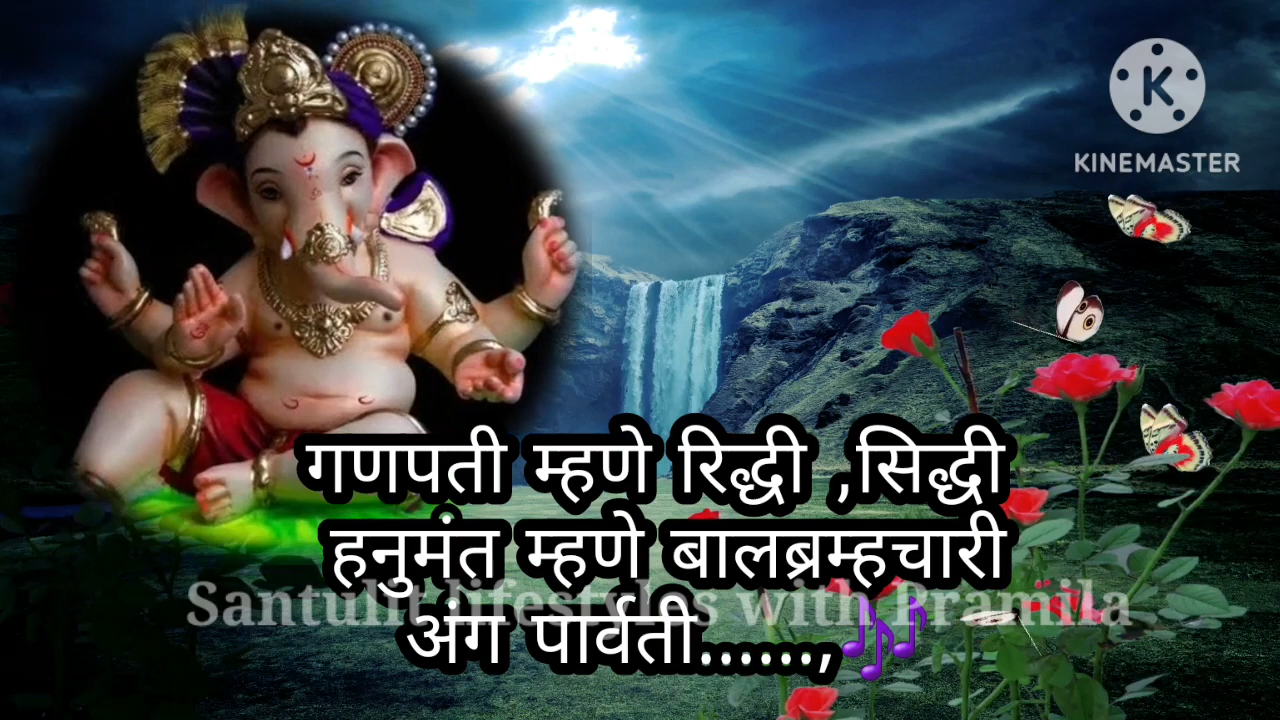 KINEMASTER
गणपती म्हणे रिद्धी ,सिद्धी
हनुमंत म्हणे बालब्रम्हचारी
Santulit lifestyles with Pramila
अंग पार्वती......,🎶